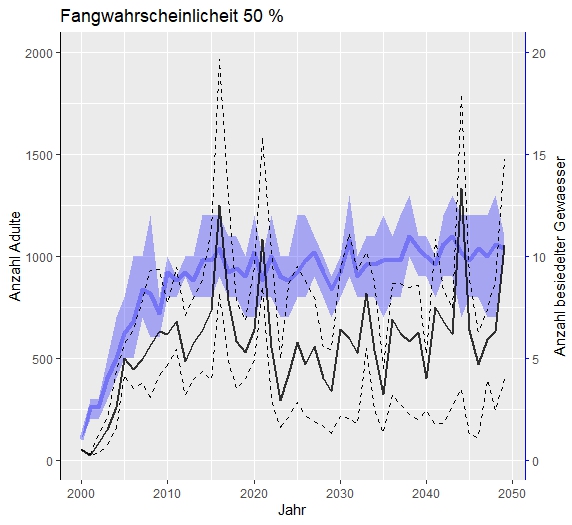 Fangwahrscheinlicheit 50 %
2000
1500
1000
500
0
20
15
10
5
0
Anzahl Adulte
Anzahl besiedelter Gewaesser
2000 2010 2020 2030 2040 2050
Jahr